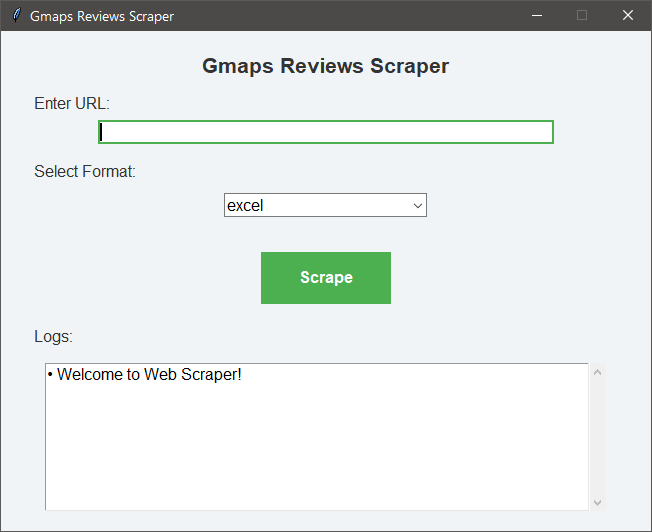 Gmaps Reviews Scraper
Gmaps Reviews Scraper
Enter URL:
Select Format:
excel
Scrape
Logs:
• Welcome to Web Scraper!